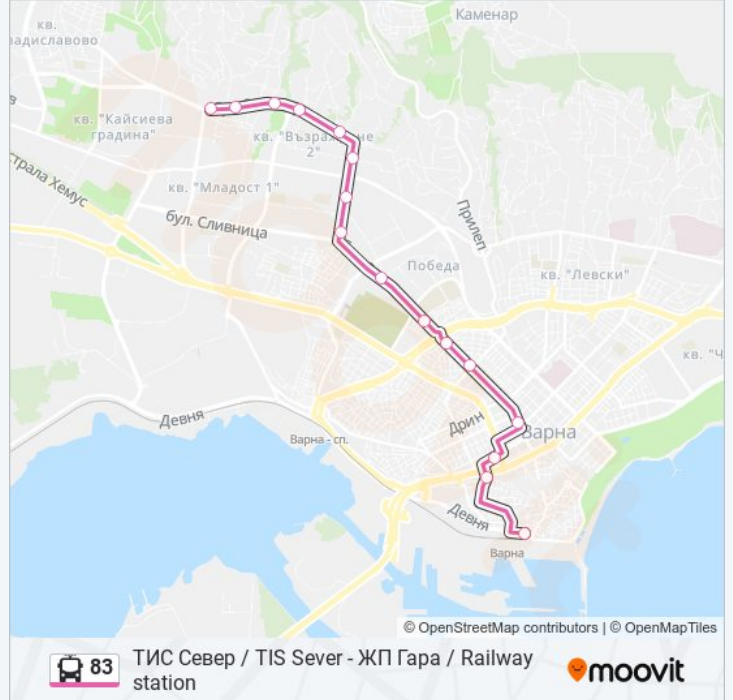 Каменар
кв.
ладиславово
в
кв. "Кайсиева
градина"
кв. "Възраждане
2"
трала Хемус
кв. "Младост 1"
бул. Сливница
Прилеп
Победа
кв. "Левски"
кв. "Ч
Девня
Дрин
Варна
Варна - сп.
Девня
Варна
© OpenStreetMap contributors | © OpenMapTiles
83
ТИС Север / TIS Sever - ЖП Гара / Railway
station
moovit